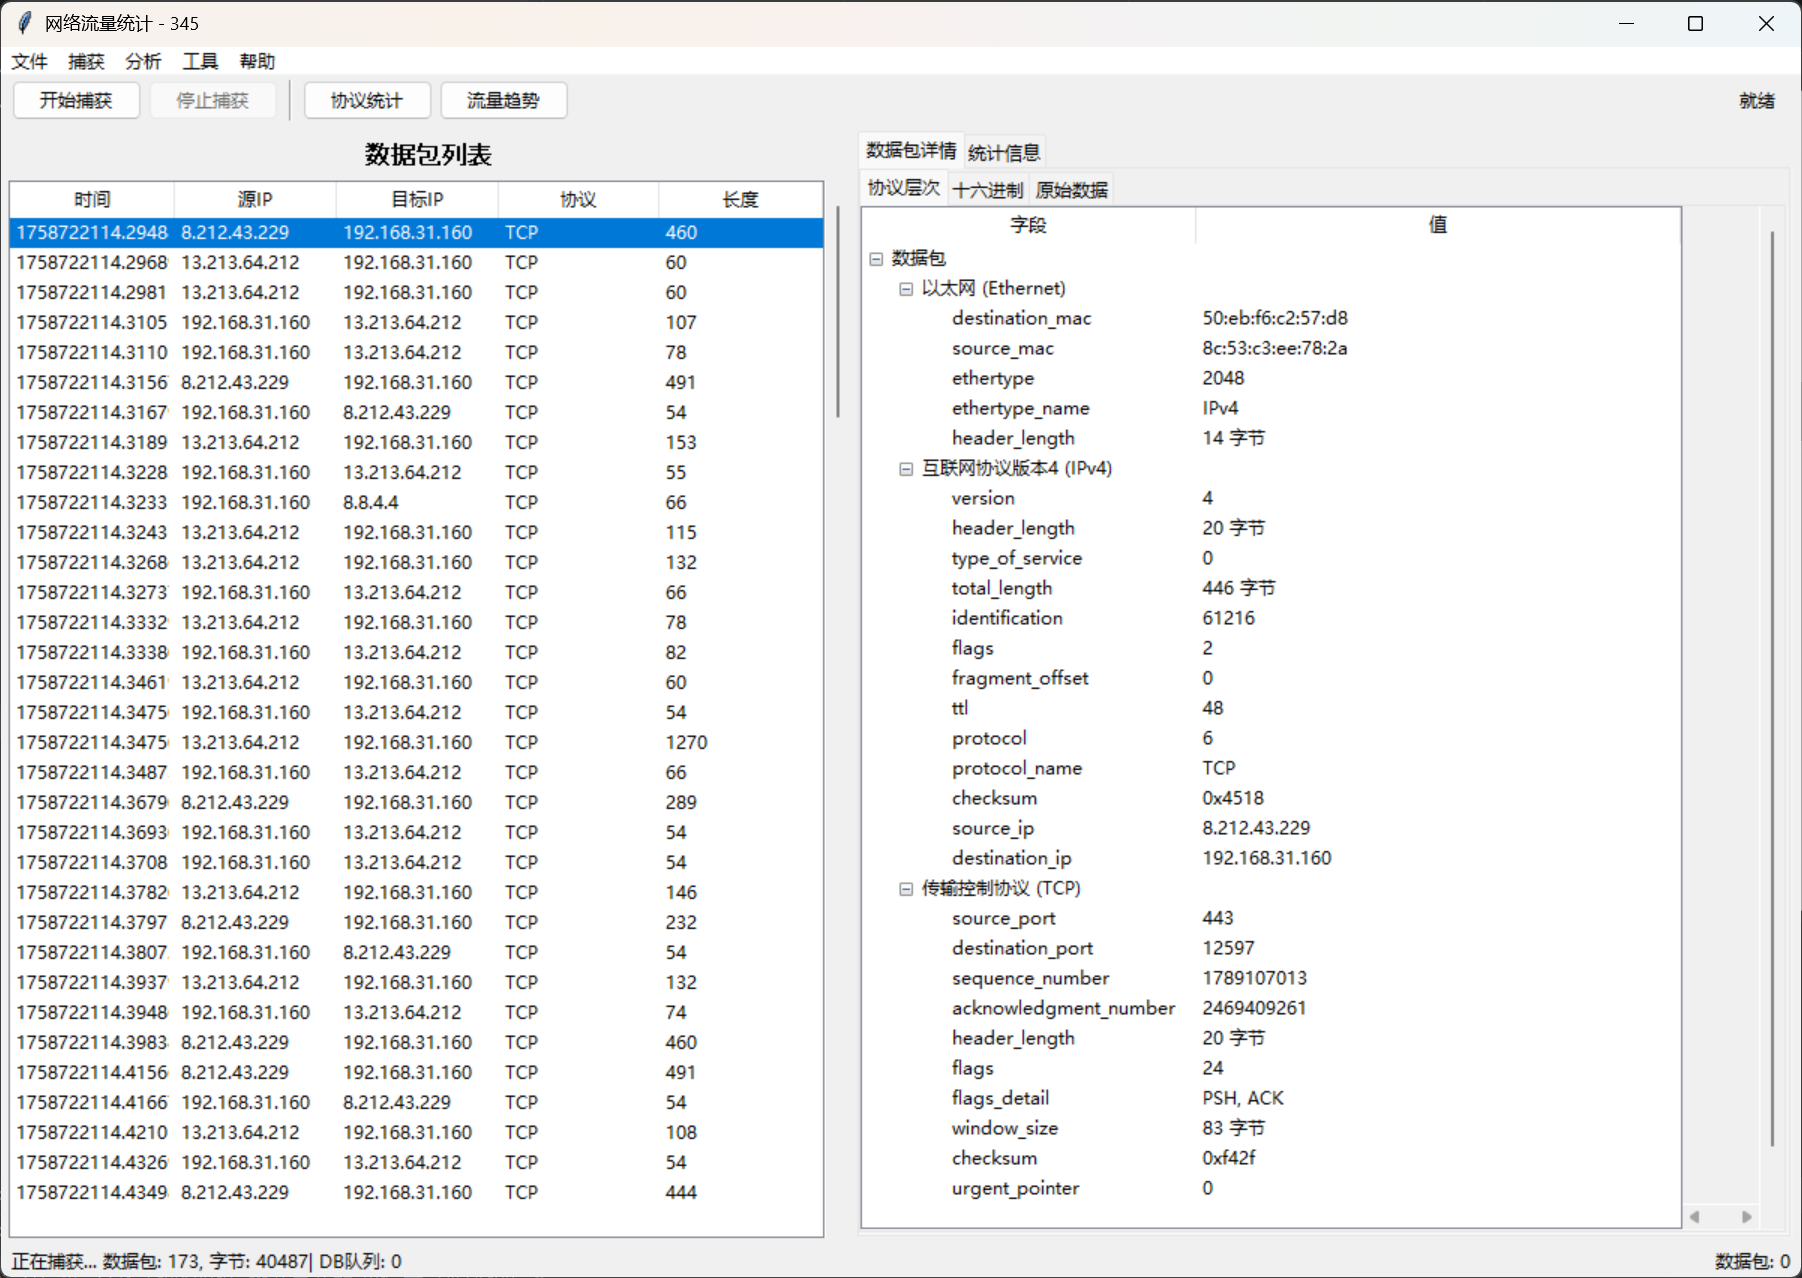 网络流量统计 - 345
文件 捕获 分析 工具 帮助
开始捕获 停止捕获 协议统计 流量趋势 就绪
数据包列表
时间 源IP 目标IP 协议 长度
1758722114.2948 8.212.43.229 192.168.31.160 TCP 460
1758722114.2968 13.213.64.212 192.168.31.160 TCP 60
1758722114.2981 13.213.64.212 192.168.31.160 TCP 60
1758722114.3105 192.168.31.160 13.213.64.212 TCP 107
1758722114.3110 192.168.31.160 13.213.64.212 TCP 78
1758722114.3156 8.212.43.229 192.168.31.160 TCP 491
1758722114.3167 192.168.31.160 8.212.43.229 TCP 54
1758722114.3189 13.213.64.212 192.168.31.160 TCP 153
1758722114.3228 192.168.31.160 13.213.64.212 TCP 55
1758722114.3233 192.168.31.160 8.8.4.4 TCP 66
1758722114.3243 13.213.64.212 192.168.31.160 TCP 115
1758722114.3268 13.213.64.212 192.168.31.160 TCP 132
1758722114.3273 192.168.31.160 13.213.64.212 TCP 66
1758722114.3332 13.213.64.212 192.168.31.160 TCP 78
1758722114.3338 192.168.31.160 13.213.64.212 TCP 82
1758722114.3461 13.213.64.212 192.168.31.160 TCP 60
1758722114.3475 192.168.31.160 13.213.64.212 TCP 54
1758722114.3475 13.213.64.212 192.168.31.160 TCP 1270
1758722114.3487 192.168.31.160 13.213.64.212 TCP 66
1758722114.3679 8.212.43.229 192.168.31.160 TCP 289
1758722114.3693 192.168.31.160 13.213.64.212 TCP 54
1758722114.3708 192.168.31.160 13.213.64.212 TCP 54
1758722114.3782 13.213.64.212 192.168.31.160 TCP 146
1758722114.3797 8.212.43.229 192.168.31.160 TCP 232
1758722114.3807 192.168.31.160 8.212.43.229 TCP 54
1758722114.3937 13.213.64.212 192.168.31.160 TCP 132
1758722114.3948 192.168.31.160 13.213.64.212 TCP 74
1758722114.3983 8.212.43.229 192.168.31.160 TCP 460
1758722114.4156 8.212.43.229 192.168.31.160 TCP 491
1758722114.4166 192.168.31.160 8.212.43.229 TCP 54
1758722114.4210 13.213.64.212 192.168.31.160 TCP 108
1758722114.4326 192.168.31.160 13.213.64.212 TCP 54
1758722114.4349 8.212.43.229 192.168.31.160 TCP 444
数据包详情 统计信息
协议层次 十六进制 原始数据
字段 值
数据包
以太网 (Ethernet)
destination_mac 50:eb:f6:c2:57:d8
source_mac 8c:53:c3:ee:78:2a
ethertype 2048
ethertype_name IPv4
header_length 14 字节
互联网协议版本4 (IPv4)
version 4
header_length 20 字节
type_of_service 0
total_length 446 字节
identification 61216
flags 2
fragment_offset 0
ttl 48
protocol 6
protocol_name TCP
checksum 0x4518
source_ip 8.212.43.229
destination_ip 192.168.31.160
传输控制协议 (TCP)
source_port 443
destination_port 12597
sequence_number 1789107013
acknowledgment_number 2469409261
header_length 20 字节
flags 24
flags_detail PSH, ACK
window_size 83 字节
checksum 0xf42f
urgent_pointer 0
正在捕获... 数据包: 173, 字节: 40487| DB队列: 0 数据包: 0